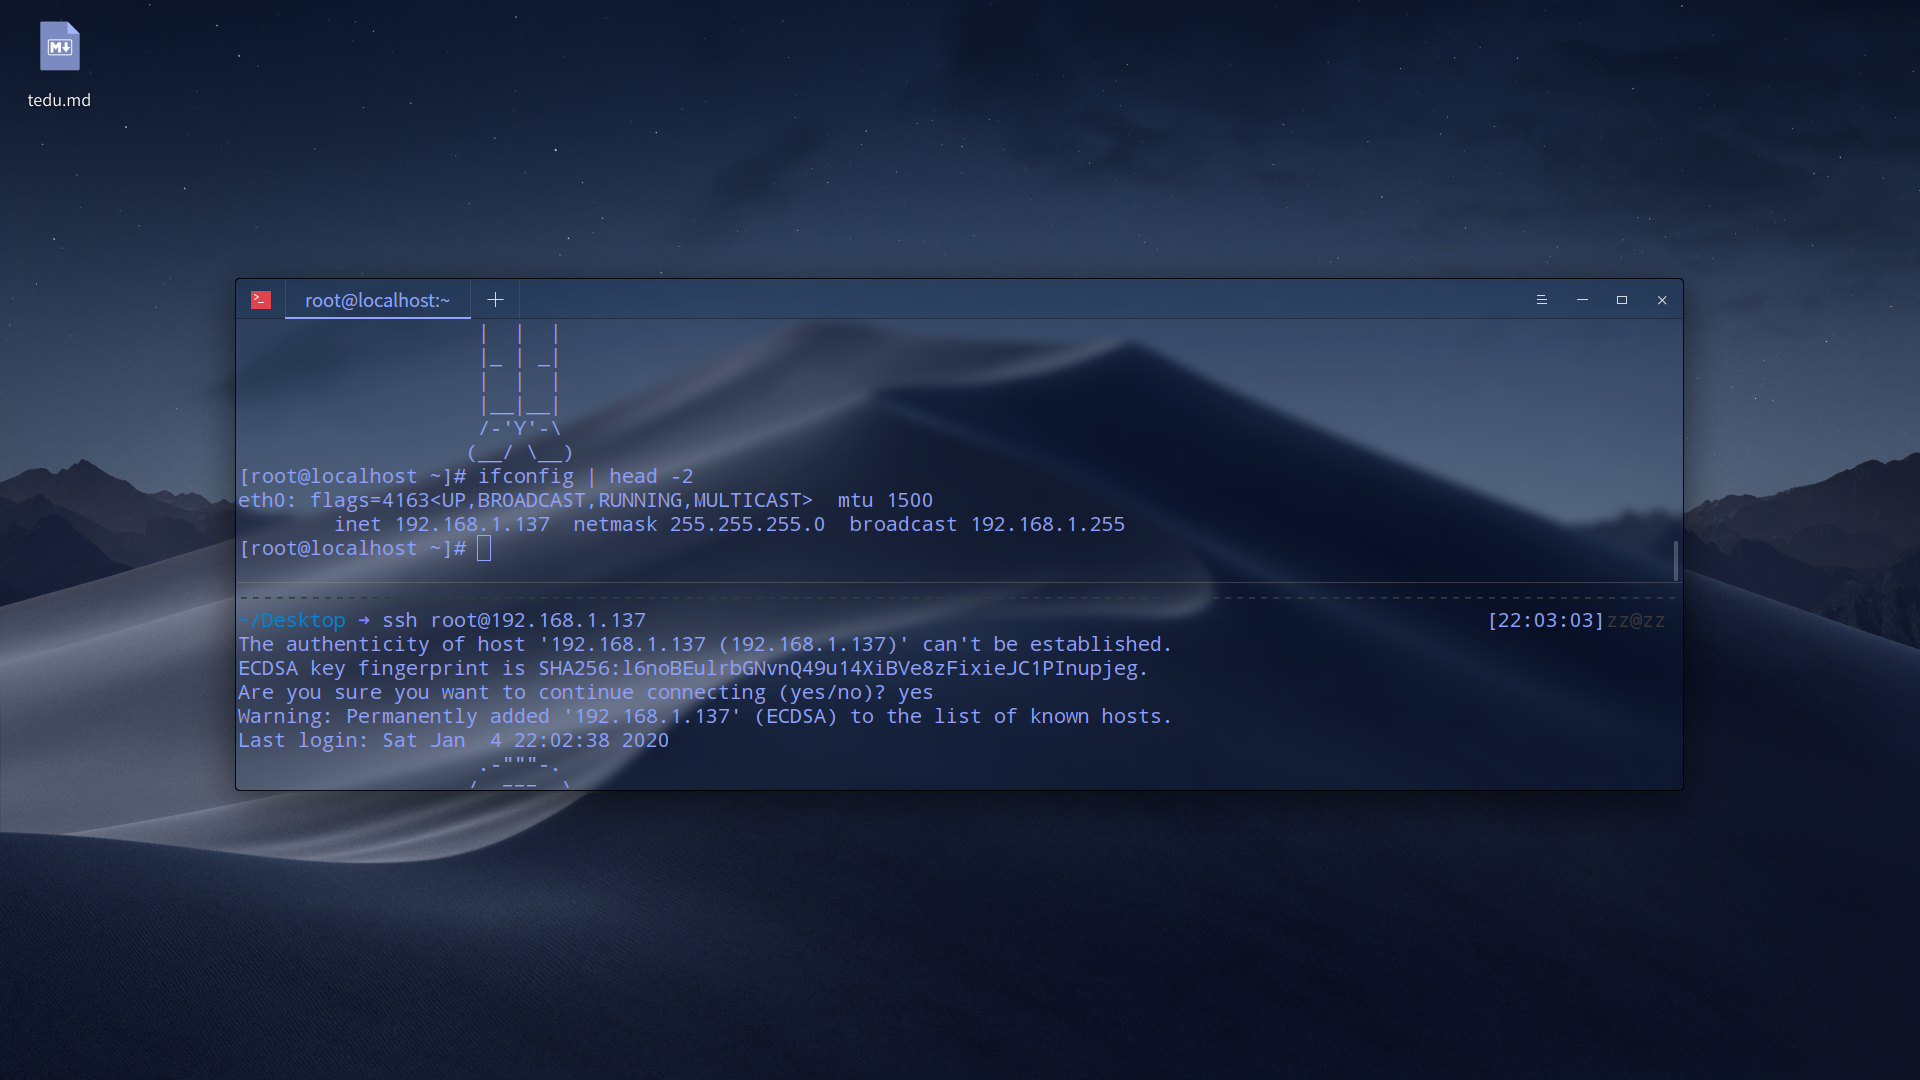 tedu.md
root@localhost:~
|  |  |
|_ | _|
|  |  |
|__|__|
/-'Y'-\
(__/ \__)
[root@localhost ~]# ifconfig | head -2
eth0: flags=4163<UP,BROADCAST,RUNNING,MULTICAST>  mtu 1500
        inet 192.168.1.137  netmask 255.255.255.0  broadcast 192.168.1.255
[root@localhost ~]#
~/Desktop → ssh root@192.168.1.137 [22:03:03]zz@zz
The authenticity of host '192.168.1.137 (192.168.1.137)' can't be established.
ECDSA key fingerprint is SHA256:l6noBEulrbGNvnQ49u14XiBVe8zFixieJC1PInupjeg.
Are you sure you want to continue connecting (yes/no)? yes
Warning: Permanently added '192.168.1.137' (ECDSA) to the list of known hosts.
Last login: Sat Jan  4 22:02:38 2020
.-"""-.
/  ___  \